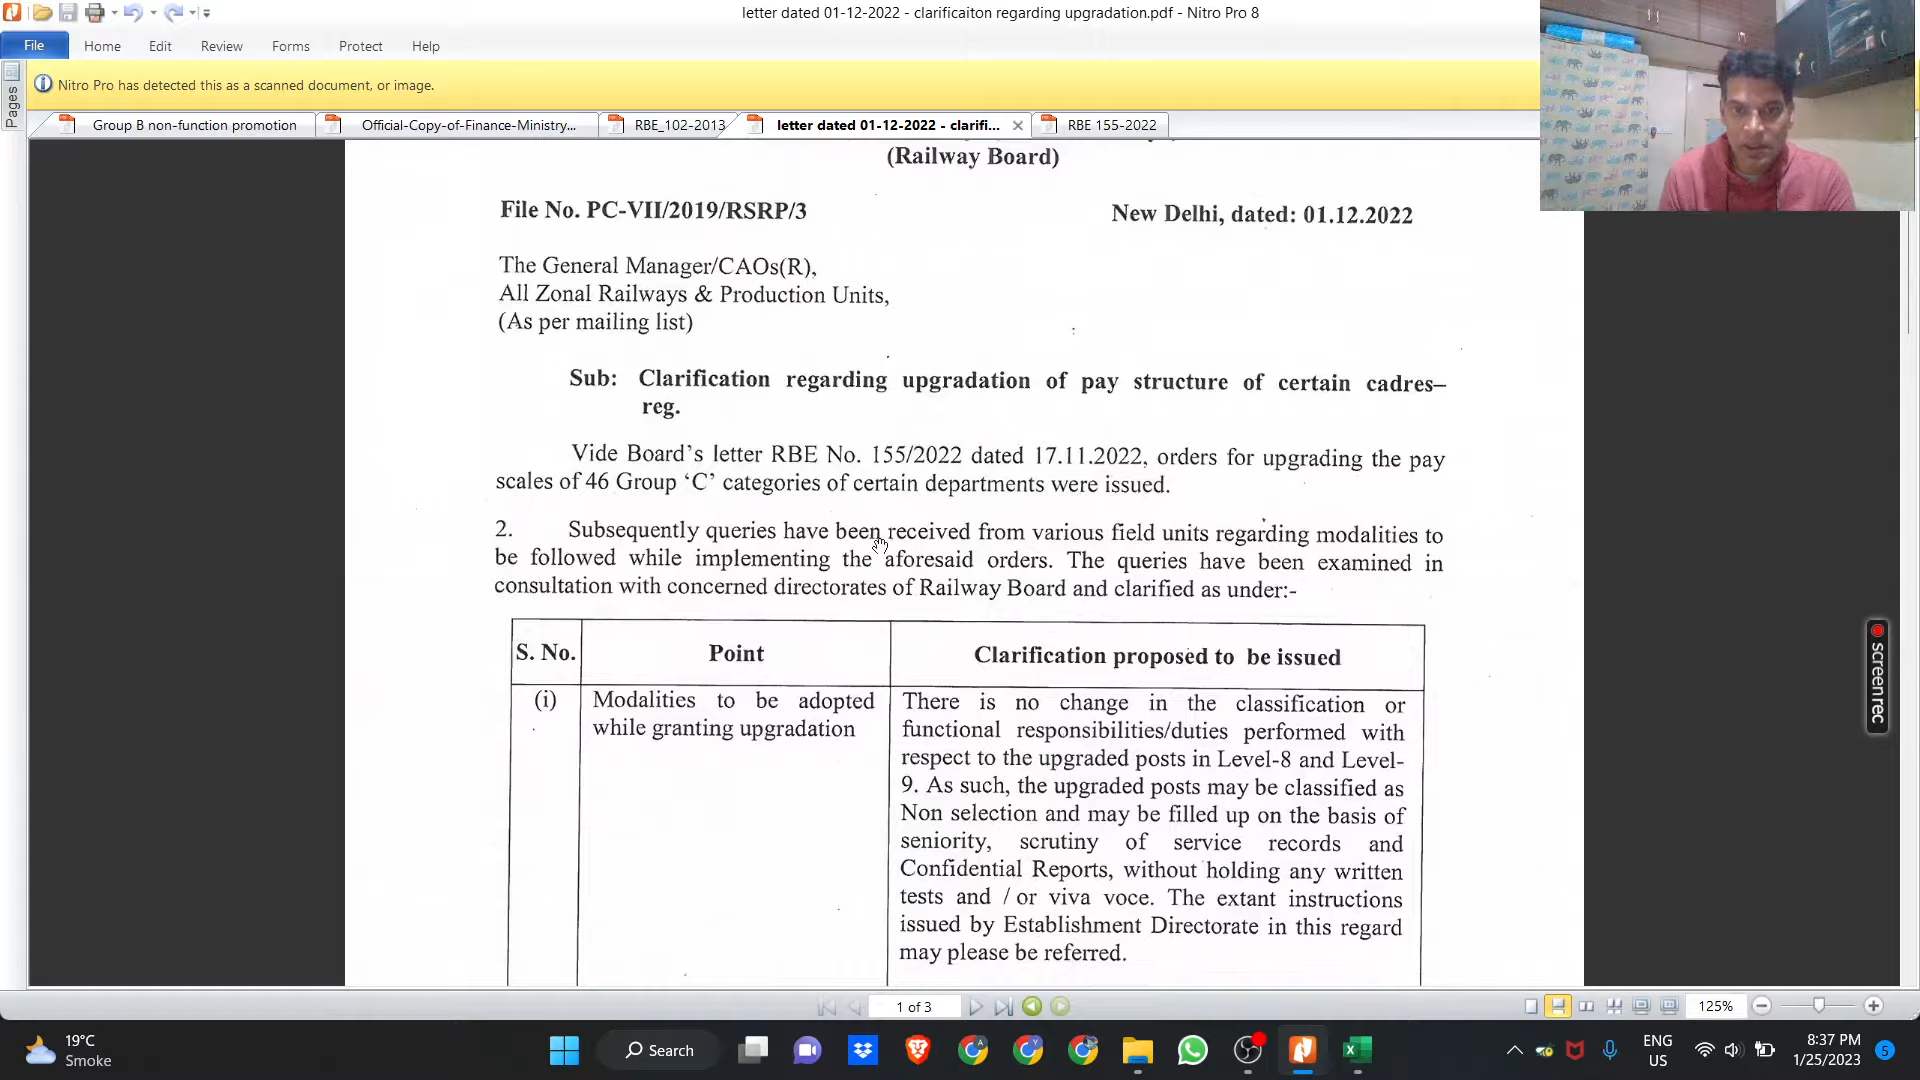 letter dated 01-12-2022 - clarificaiton regarding upgradation.pdf - Nitro Pro 8
File
Home
Edit
Review
Forms
Protect
Help
Pages
Nitro Pro has detected this as a scanned document, or image.
Group B non-function promotion
Official-Copy-of-Finance-Ministry...
RBE_102-2013
letter dated 01-12-2022 - clarifi...
RBE 155-2022
(Railway Board)
File No. PC-VII/2019/RSRP/3
New Delhi, dated: 01.12.2022
The General Manager/CAOs(R),
All Zonal Railways & Production Units,
(As per mailing list)
Sub: Clarification regarding upgradation of pay structure of certain cadres–
reg.
Vide Board's letter RBE No. 155/2022 dated 17.11.2022, orders for upgrading the pay
scales of 46 Group 'C' categories of certain departments were issued.
2. Subsequently queries have been received from various field units regarding modalities to
be followed while implementing the aforesaid orders. The queries have been examined in
consultation with concerned directorates of Railway Board and clarified as under:-
S. No.
Point
Clarification proposed to be issued
(i)
Modalities to be adopted
while granting upgradation
There is no change in the classification or
functional responsibilities/duties performed with
respect to the upgraded posts in Level-8 and Level-
9. As such, the upgraded posts may be classified as
Non selection and may be filled up on the basis of
seniority, scrutiny of service records and
Confidential Reports, without holding any written
tests and / or viva voce. The extant instructions
issued by Establishment Directorate in this regard
may please be referred.
screenrec
1 of 3
125%
19°C
Smoke
Search
ENG
US
8:37 PM
1/25/2023
5